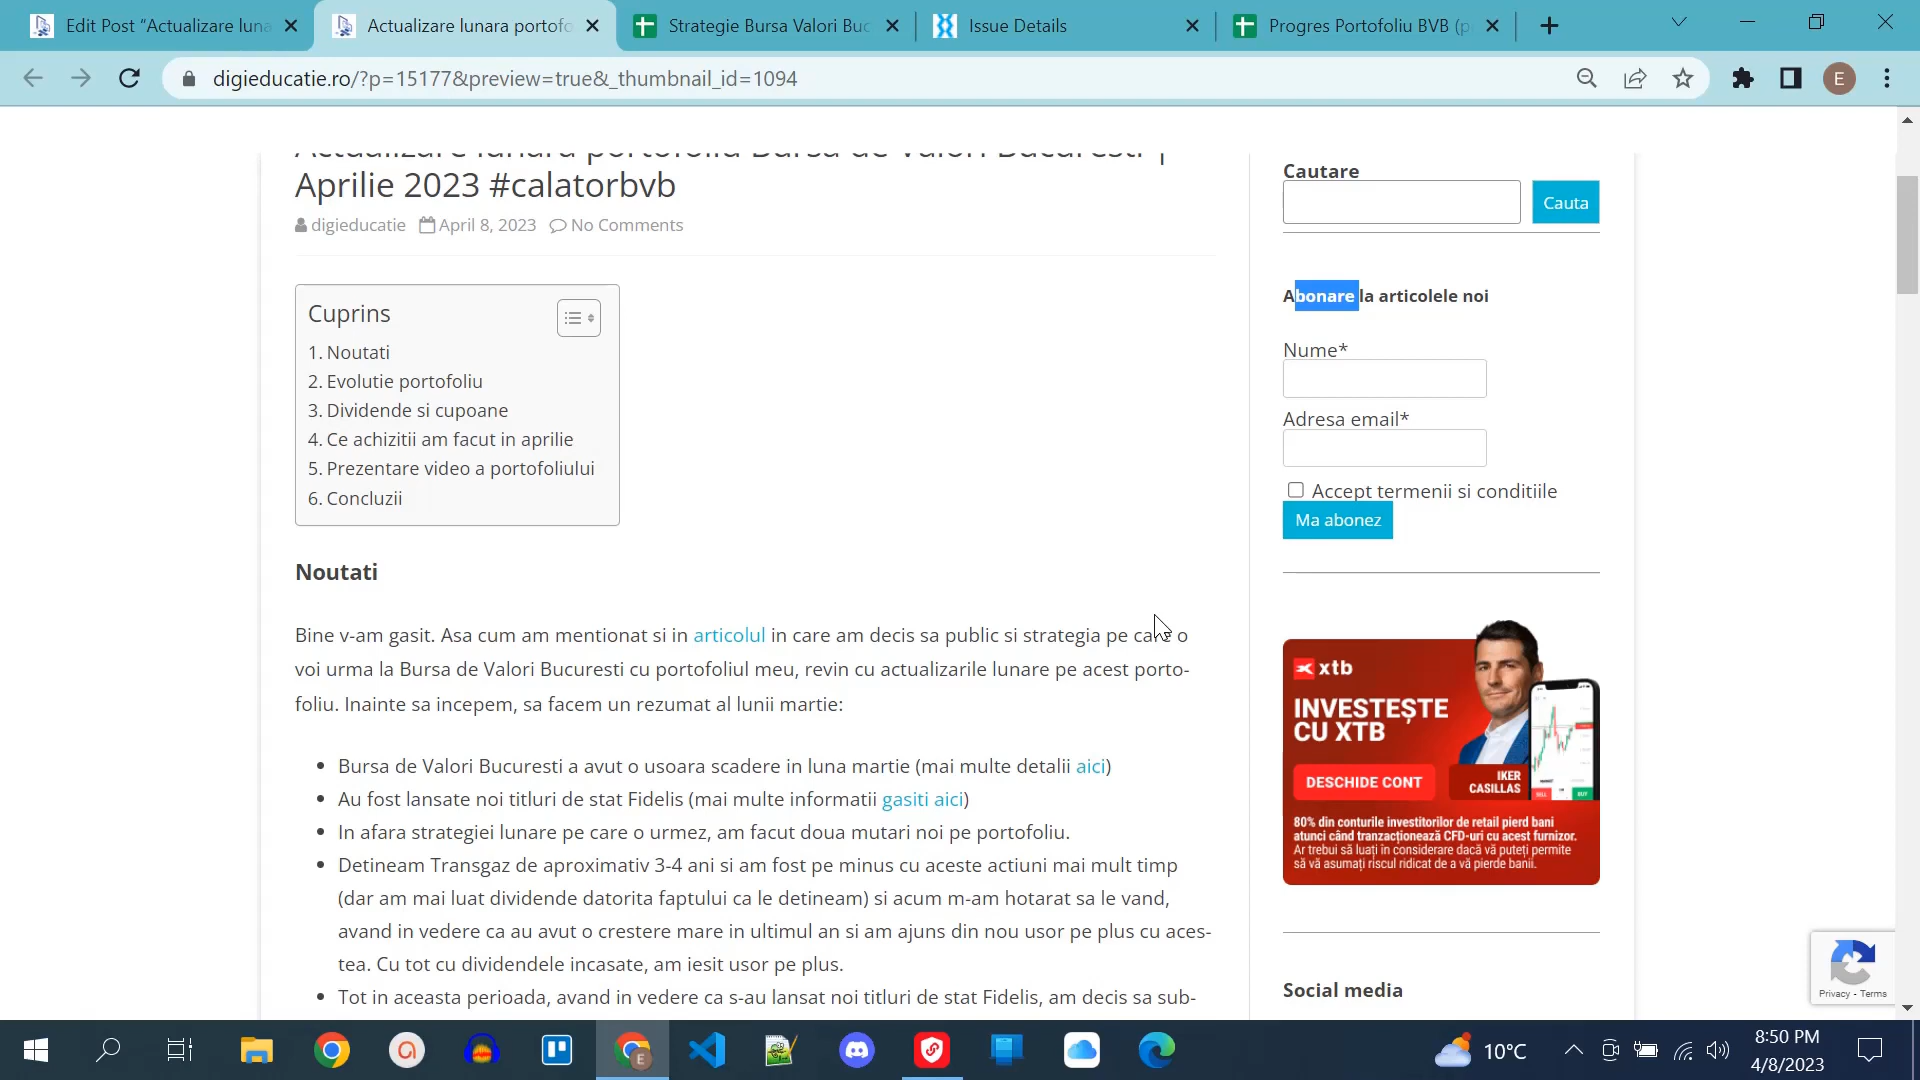 Edit Post “Actualizare luna
Actualizare lunara portofo
Strategie Bursa Valori Buc
Issue Details
Progres Portofoliu BVB (p
digieducatie.ro/?p=15177&preview=true&_thumbnail_id=1094
E
Actualizare lunara portofoliu Bursa de Valori Bucuresti |
Aprilie 2023 #calatorbvb
digieducatie April 8, 2023 No Comments
Cuprins
1. Noutati
2. Evolutie portofoliu
3. Dividende si cupoane
4. Ce achizitii am facut in aprilie
5. Prezentare video a portofoliului
6. Concluzii
Noutati
Bine v-am gasit. Asa cum am mentionat si in articolul in care am decis sa public si strategia pe care o
voi urma la Bursa de Valori Bucuresti cu portofoliul meu, revin cu actualizarile lunare pe acest porto-
foliu. Inainte sa incepem, sa facem un rezumat al lunii martie:
Bursa de Valori Bucuresti a avut o usoara scadere in luna martie (mai multe detalii aici)
Au fost lansate noi titluri de stat Fidelis (mai multe informatii gasiti aici)
In afara strategiei lunare pe care o urmez, am facut doua mutari noi pe portofoliu.
Detineam Transgaz de aproximativ 3-4 ani si am fost pe minus cu aceste actiuni mai mult timp
(dar am mai luat dividende datorita faptului ca le detineam) si acum m-am hotarat sa le vand,
avand in vedere ca au avut o crestere mare in ultimul an si am ajuns din nou usor pe plus cu aces-
tea. Cu tot cu dividendele incasate, am iesit usor pe plus.
Tot in aceasta perioada, avand in vedere ca s-au lansat noi titluri de stat Fidelis, am decis sa sub-
Cautare
Cauta
Abonare la articolele noi
Nume*
Adresa email*
Accept termenii si conditiile
Ma abonez
xtb
INVESTEȘTE
CU XTB
DESCHIDE CONT
IKER
CASILLAS
SELL
BUY
80% din conturile investitorilor de retail pierd bani
atunci când tranzacționează CFD-uri cu acest furnizor.
Ar trebui să luați în considerare dacă vă puteți permite
să vă asumați riscul ridicat de a vă pierde banii.
Social media
Privacy - Terms
E
10°C
8:50 PM
4/8/2023